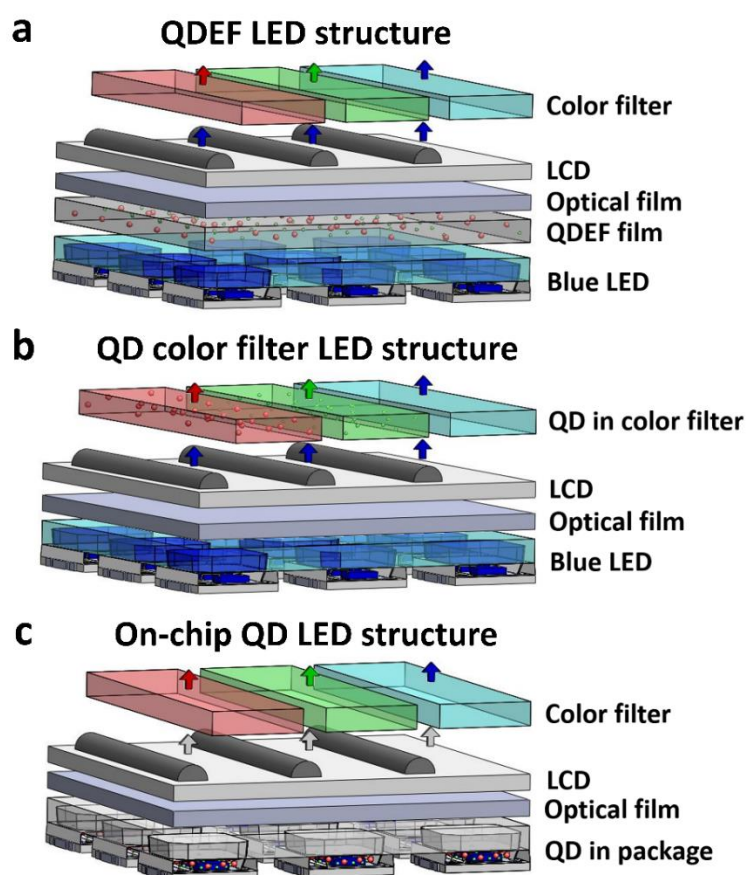 a
QDEF LED structure
Color filter
LCD
Optical film
QDEF film
Blue LED
b
QD color filter LED structure
QD in color filter
LCD
Optical film
Blue LED
c
On-chip QD LED structure
Color filter
LCD
Optical film
QD in package